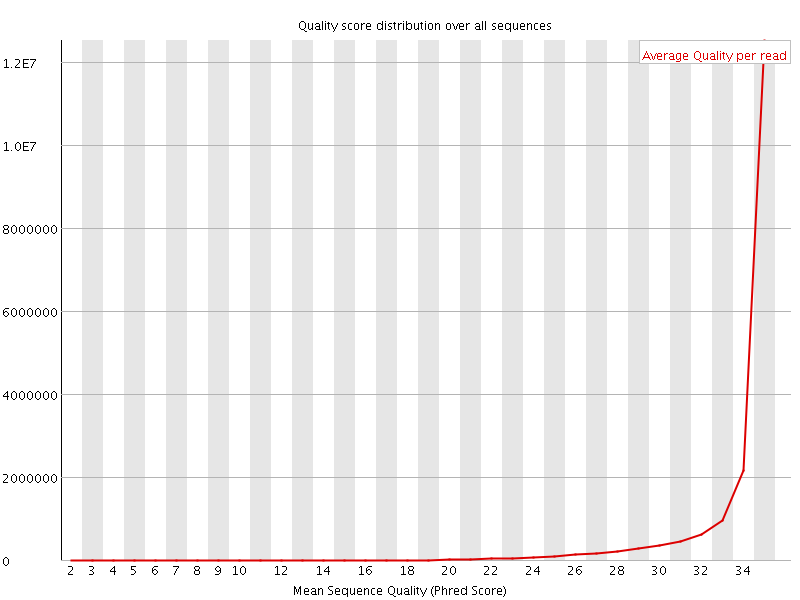 Quality score distribution over all sequences
Average Quality per read
1.2E7
1.0E7
8000000
6000000
4000000
2000000
0
2 3 4 5 6 7 8 9 10 12 14 16 18 20 22 24 26 28 30 32 34
Mean Sequence Quality (Phred Score)